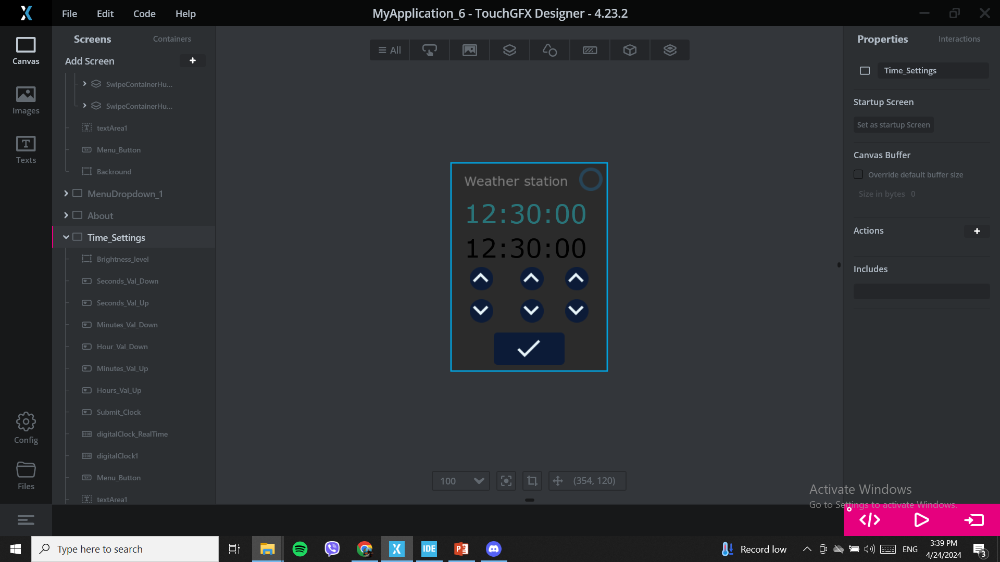 File
Edit
Code
Help
MyApplication_6 - TouchGFX Designer - 4.23.2
Canvas
Images
Texts
Config
Files
Screens
Containers
Add Screen
+
SwipeContainerHu...
SwipeContainerHu...
textArea1
Menu_Button
Backround
MenuDropdown_1
About
Time_Settings
Brightness_level
Seconds_Val_Down
Seconds_Val_Up
Minutes_Val_Down
Hour_Val_Down
Minutes_Val_Up
Hours_Val_Up
Submit_Clock
digitalClock_RealTime
digitalClock1
Menu_Button
textArea1
All
Weather station
12:30:00
12:30:00
100
(354, 120)
Properties
Interactions
Time_Settings
Startup Screen
Set as startup Screen
Canvas Buffer
Override default buffer size
Size in bytes 0
Actions
+
Includes
Activate Windows
Go to Settings to activate Windows.
Type here to search
IDE
Record low
ENG
3:39 PM
4/24/2024
3